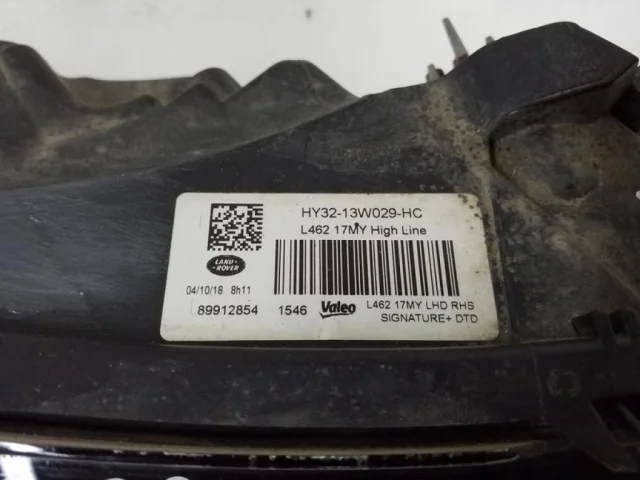 HY32-13W029-HC
L462 17MY High Line
LAND-
-ROVER
04/10/18 8h11
89912854 1546 Valeo L462 17MY LHD RHS
SIGNATURE+ DTD